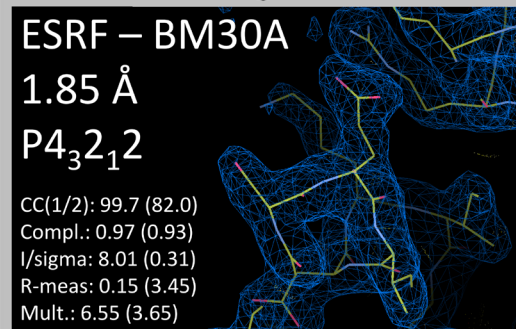 ESRF – BM30A
1.85 Å
P4₃2₁2
CC(1/2): 99.7 (82.0)
Compl.: 0.97 (0.93)
I/sigma: 8.01 (0.31)
R-meas: 0.15 (3.45)
Mult.: 6.55 (3.65)